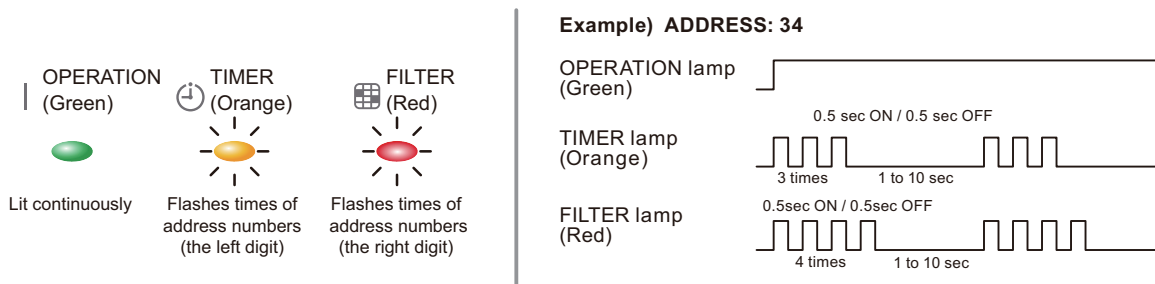 OPERATION
(Green)
Lit continuously
TIMER
(Orange)
Flashes times of
address numbers
(the left digit)
FILTER
(Red)
Flashes times of
address numbers
(the right digit)
Example) ADDRESS: 34
OPERATION lamp
(Green)
0.5 sec ON / 0.5 sec OFF
TIMER lamp
(Orange)
3 times
1 to 10 sec
0.5sec ON / 0.5sec OFF
FILTER lamp
(Red)
4 times
1 to 10 sec